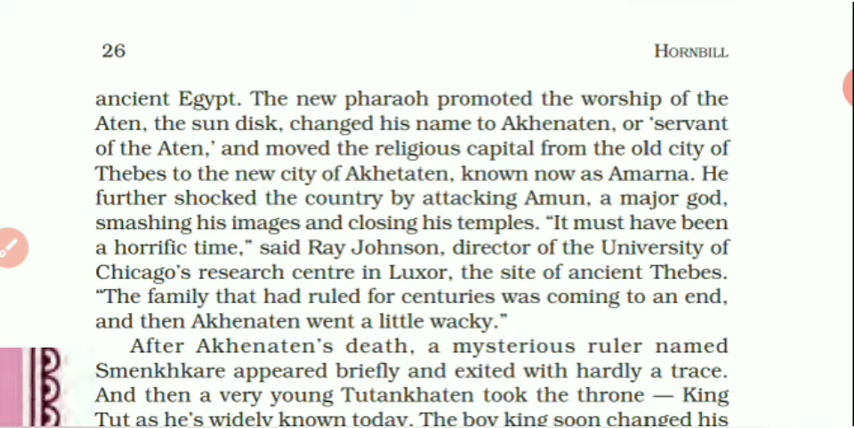 26 HORNBILL
ancient Egypt. The new pharaoh promoted the worship of the
Aten, the sun disk, changed his name to Akhenaten, or ‘servant
of the Aten,’ and moved the religious capital from the old city of
Thebes to the new city of Akhetaten, known now as Amarna. He
further shocked the country by attacking Amun, a major god,
smashing his images and closing his temples. “It must have been
a horrific time,” said Ray Johnson, director of the University of
Chicago’s research centre in Luxor, the site of ancient Thebes.
“The family that had ruled for centuries was coming to an end,
and then Akhenaten went a little wacky.”
After Akhenaten’s death, a mysterious ruler named
Smenkhkare appeared briefly and exited with hardly a trace.
And then a very young Tutankhaten took the throne — King
Tut as he’s widely known today. The boy king soon changed his